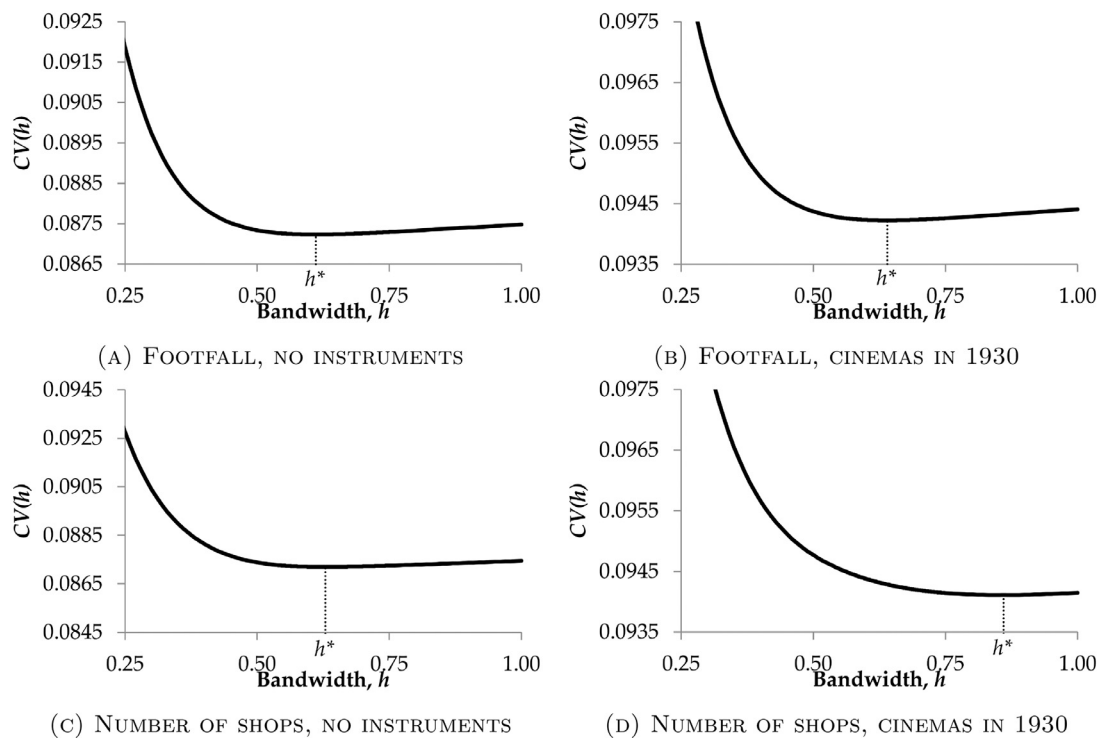 0.0925
0.0915
0.0905
0.0895
0.0885
0.0875
0.0865
CV(h)
h*
0.25 0.50 0.75 1.00
Bandwidth, h
(A) FOOTFALL, NO INSTRUMENTS
0.0975
0.0965
0.0955
0.0945
0.0935
CV(h)
h*
0.25 0.50 0.75 1.00
Bandwidth, h
(B) FOOTFALL, CINEMAS IN 1930
0.0945
0.0925
0.0905
0.0885
0.0865
0.0845
CV(h)
h*
0.25 0.50 0.75 1.00
Bandwidth, h
(C) NUMBER OF SHOPS, NO INSTRUMENTS
0.0975
0.0965
0.0955
0.0945
0.0935
CV(h)
h*
0.25 0.50 0.75 1.00
Bandwidth, h
(D) NUMBER OF SHOPS, CINEMAS IN 1930